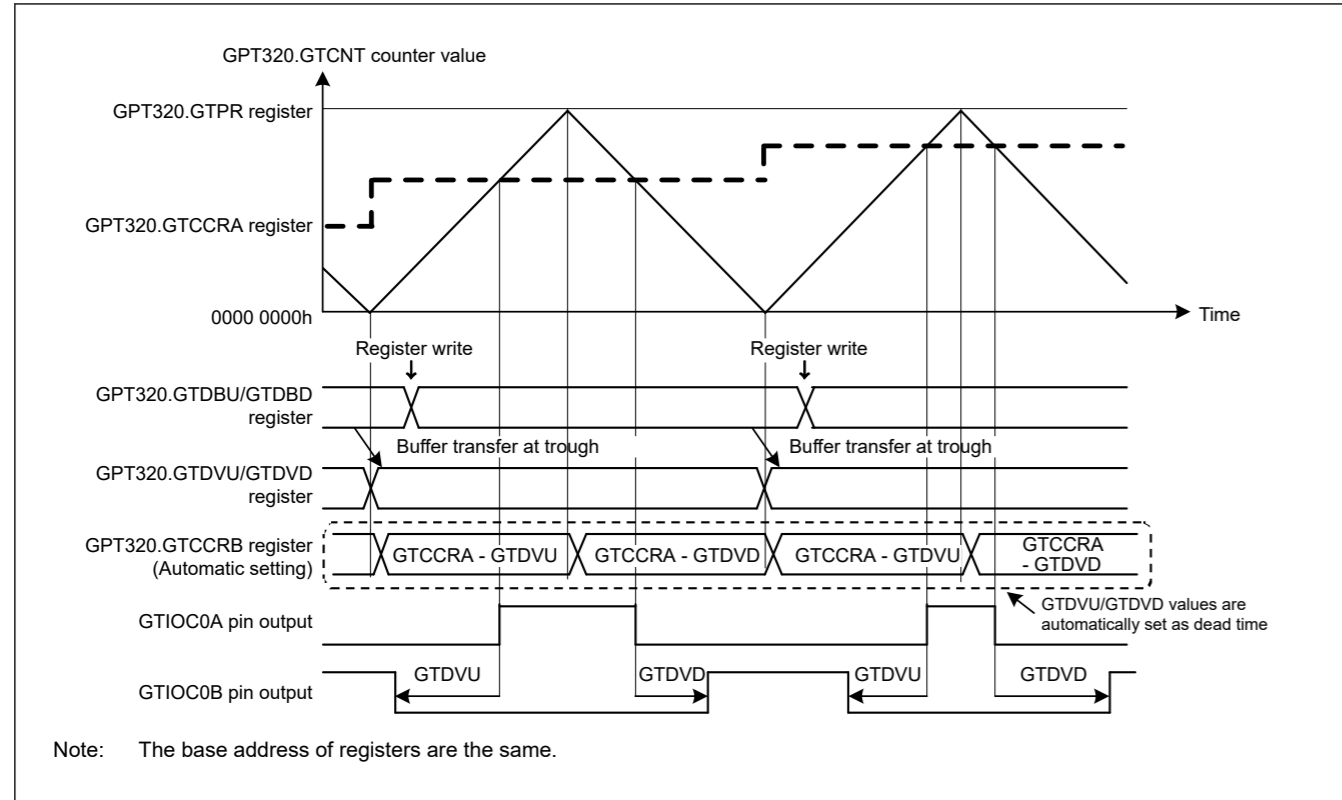 GPT320.GTCNT counter value
GPT320.GTPR register
GPT320.GTCCRA register
0000 0000h
Time
Register write
Register write
GPT320.GTDBU/GTDBD
register
Buffer transfer at trough
Buffer transfer at trough
GPT320.GTDVU/GTDVD
register
GPT320.GTCCRB register
(Automatic setting)
GTCCRA - GTDVU
GTCCRA - GTDVD
GTCCRA - GTDVU
GTCCRA
- GTDVD
GTDVU/GTDVD values are
automatically set as dead time
GTIOC0A pin output
GTDVU
GTDVD
GTDVU
GTDVD
GTIOC0B pin output
Note: The base address of registers are the same.